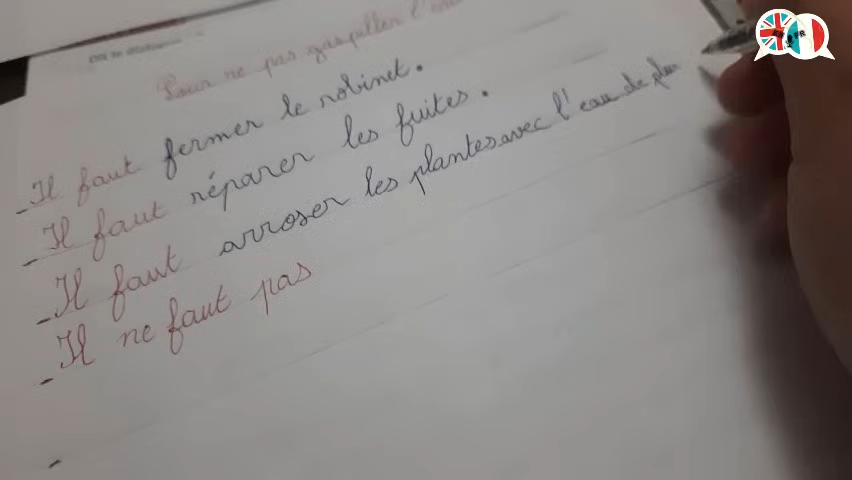 Pour ne pas gaspiller l'eau
- Il faut fermer le robinet.
- Il faut réparer les fuites.
- Il faut arroser les plantes avec l'eau de
- Il ne faut pas
-
FR